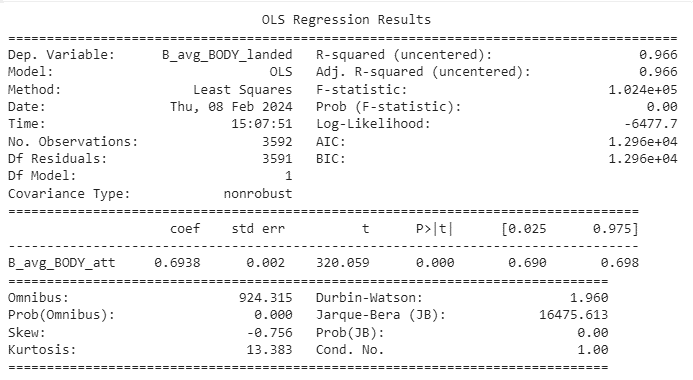 OLS Regression Results
==============================================================================
Dep. Variable: B_avg_BODY_landed R-squared (uncentered): 0.966
Model: OLS Adj. R-squared (uncentered): 0.966
Method: Least Squares F-statistic: 1.024e+05
Date: Thu, 08 Feb 2024 Prob (F-statistic): 0.00
Time: 15:07:51 Log-Likelihood: -6477.7
No. Observations: 3592 AIC: 1.296e+04
Df Residuals: 3591 BIC: 1.296e+04
Df Model: 1
Covariance Type: nonrobust
==============================================================================
coef std err t P>|t| [0.025 0.975]
------------------------------------------------------------------------------
B_avg_BODY_att 0.6938 0.002 320.059 0.000 0.690 0.698
==============================================================================
Omnibus: 924.315 Durbin-Watson: 1.960
Prob(Omnibus): 0.000 Jarque-Bera (JB): 16475.613
Skew: -0.756 Prob(JB): 0.00
Kurtosis: 13.383 Cond. No. 1.00
==============================================================================